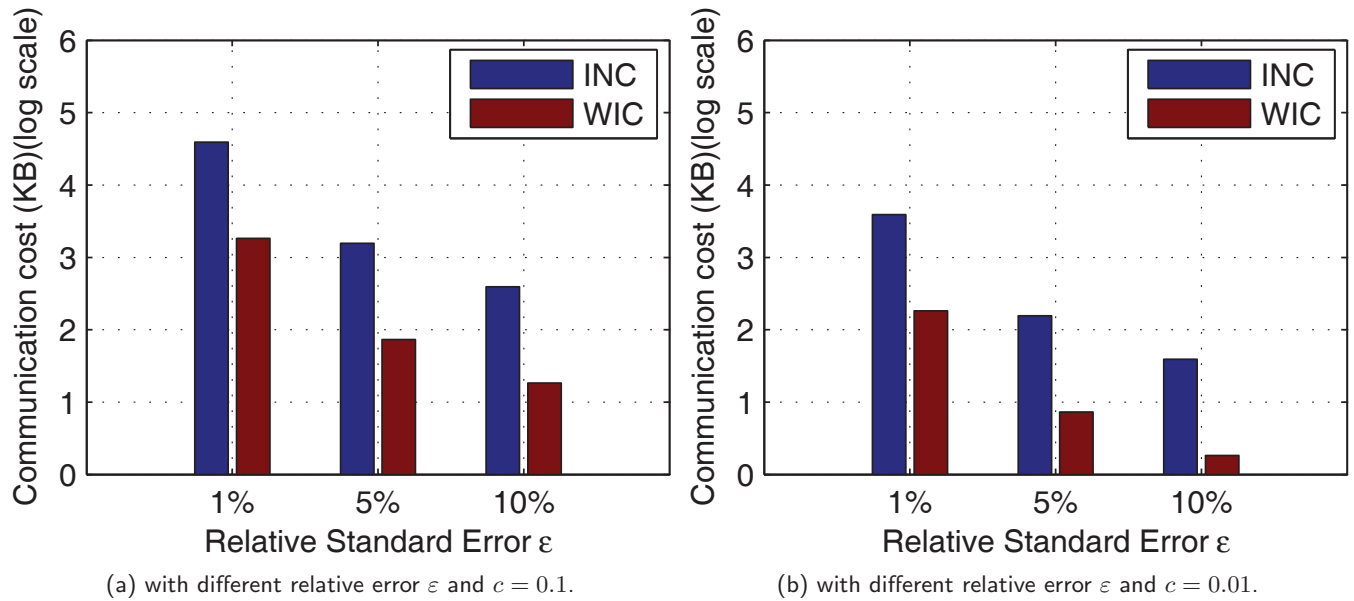 Communication cost (KB)(log scale)
6
5
4
3
2
1
0
INC
WIC
1% 5% 10%
Relative Standard Error ε
(a) with different relative error ε and c = 0.1.
Communication cost (KB)(log scale)
6
5
4
3
2
1
0
INC
WIC
1% 5% 10%
Relative Standard Error ε
(b) with different relative error ε and c = 0.01.